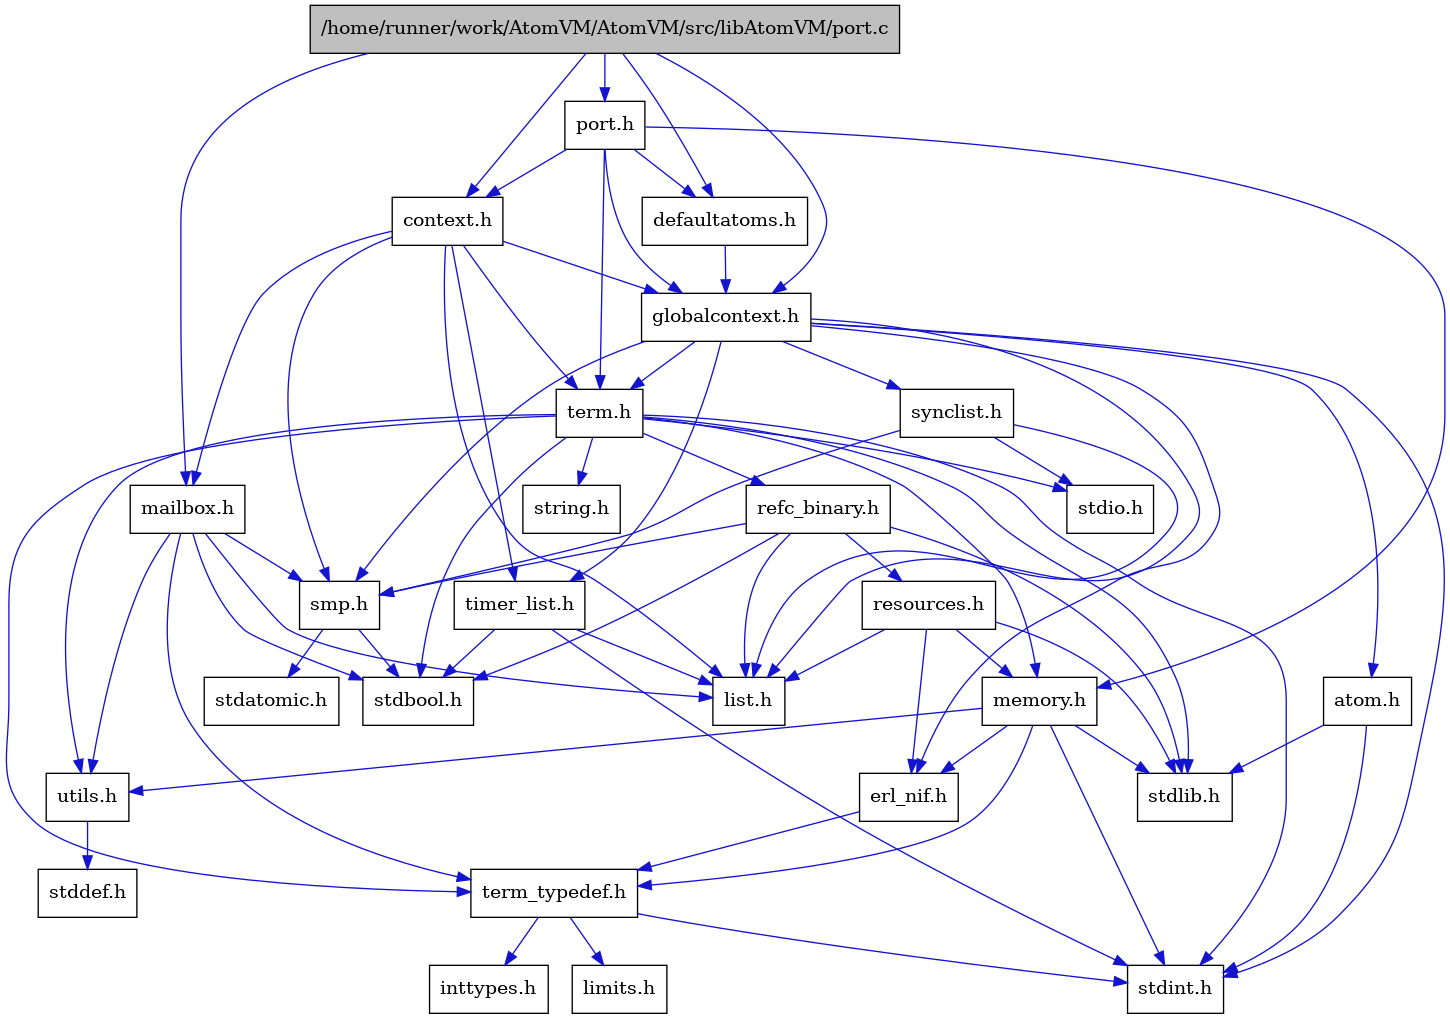 /home/runner/work/AtomVM/AtomVM/src/libAtomVM/port.c
port.h
context.h
defaultatoms.h
globalcontext.h
term.h
synclist.h
mailbox.h
string.h
refc_binary.h
stdio.h
smp.h
timer_list.h
resources.h
stdatomic.h
stdbool.h
list.h
memory.h
atom.h
utils.h
erl_nif.h
stdlib.h
stddef.h
term_typedef.h
inttypes.h
limits.h
stdint.h